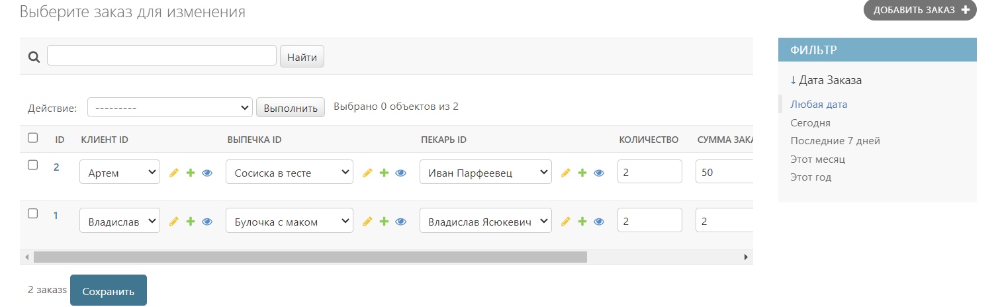 Выберите заказ для изменения
ДОБАВИТЬ ЗАКАЗ
Найти
Действие: --------- Выполнить Выбрано 0 объектов из 2
ID КЛИЕНТ ID ВЫПЕЧКА ID ПЕКАРЬ ID КОЛИЧЕСТВО СУММА ЗАКА
2 Артем Сосиска в тесте Иван Парфеевец 2 50
1 Владислав Булочка с маком Владислав Ясюкевич 2 2
2 заказs Сохранить
ФИЛЬТР
↓ Дата Заказа
Любая дата
Сегодня
Последние 7 дней
Этот месяц
Этот год